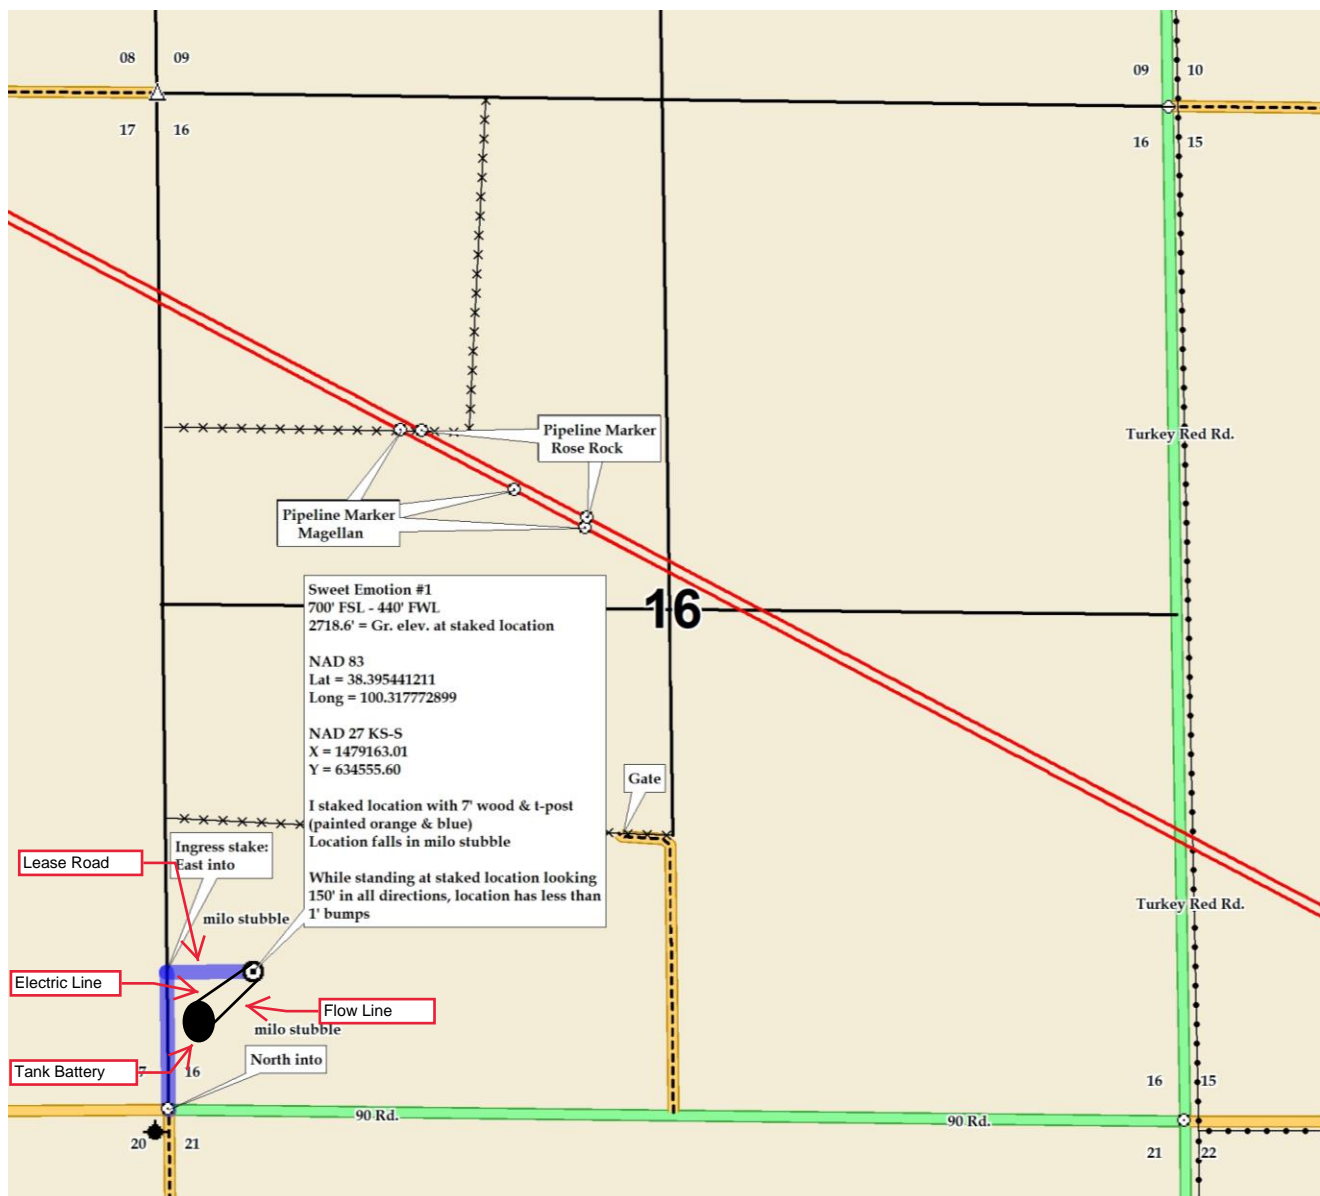 08 09
09 10
17 16
16 15
Turkey Red Rd.
Pipeline Marker
Rose Rock
Pipeline Marker
Magellan
Sweet Emotion #1
700' FSL - 440' FWL
2718.6' = Gr. elev. at staked location
NAD 83
Lat = 38.395441211
Long = 100.317772899
NAD 27 KS-S
X = 1479163.01
Y = 634555.60
I staked location with 7' wood & t-post
(painted orange & blue)
Location falls in milo stubble
While standing at staked location looking
150' in all directions, location has less than
1' bumps
16
Gate
Ingress stake:
East into
Lease Road
Turkey Red Rd.
milo stubble
Electric Line
Flow Line
milo stubble
North into
Tank Battery
7 16
16 15
90 Rd.
90 Rd.
20 21
21 22